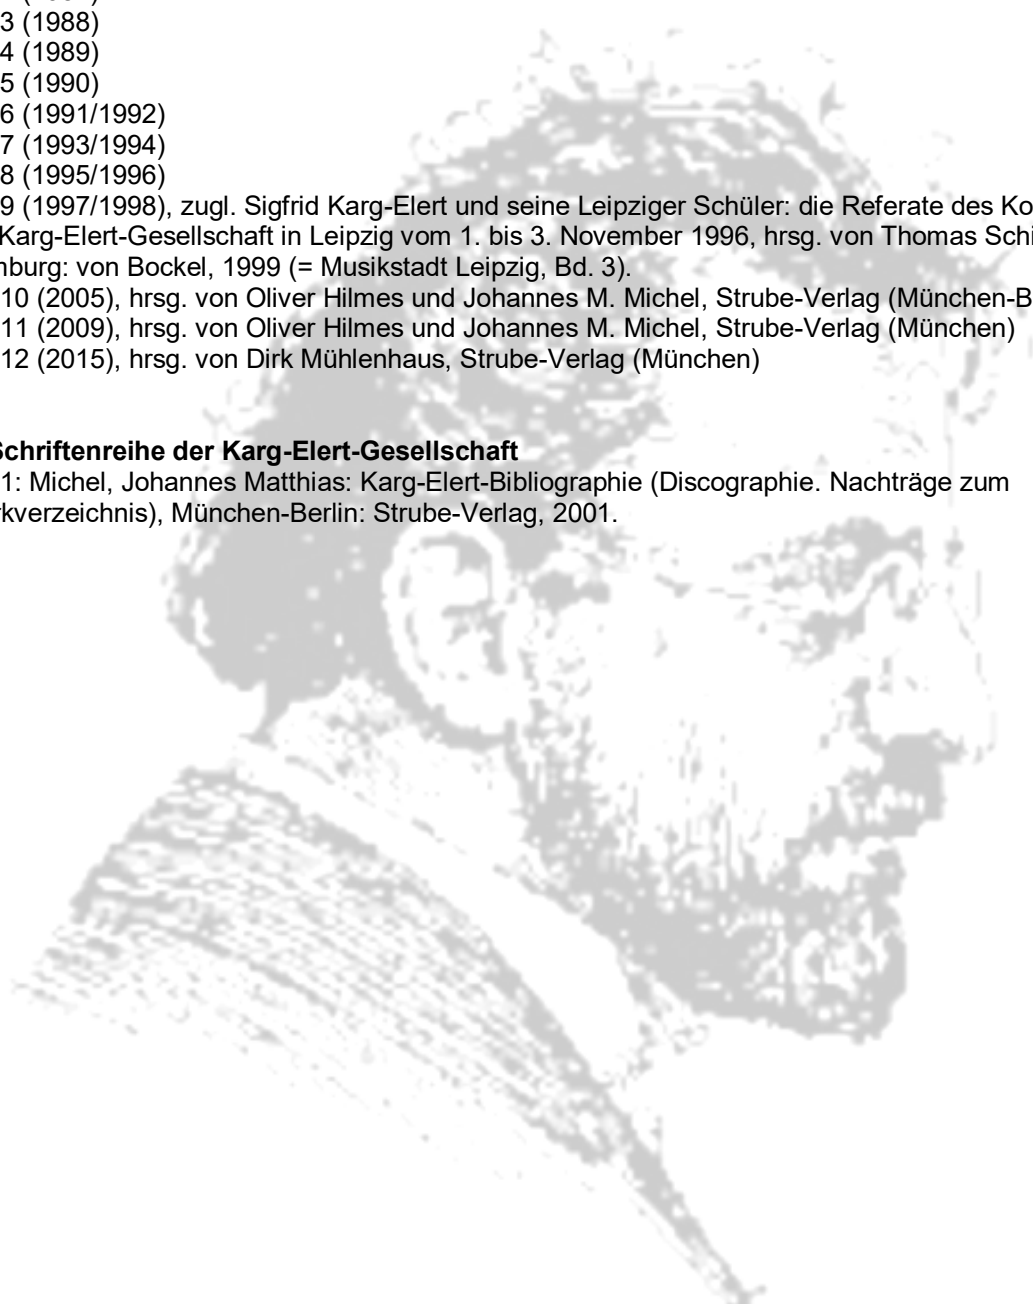 3 (1988)
4 (1989)
5 (1990)
6 (1991/1992)
7 (1993/1994)
8 (1995/1996)
9 (1997/1998), zugl. Sigfrid Karg-Elert und seine Leipziger Schüler: die Referate des Ko
Karg-Elert-Gesellschaft in Leipzig vom 1. bis 3. November 1996, hrsg. von Thomas Schi
nburg: von Bockel, 1999 (= Musikstadt Leipzig, Bd. 3).
10 (2005), hrsg. von Oliver Hilmes und Johannes M. Michel, Strube-Verlag (München-B
11 (2009), hrsg. von Oliver Hilmes und Johannes M. Michel, Strube-Verlag (München)
12 (2015), hrsg. von Dirk Mühlenhaus, Strube-Verlag (München)
Schriftenreihe der Karg-Elert-Gesellschaft
1: Michel, Johannes Matthias: Karg-Elert-Bibliographie (Discographie. Nachträge zum
rkverzeichnis), München-Berlin: Strube-Verlag, 2001.